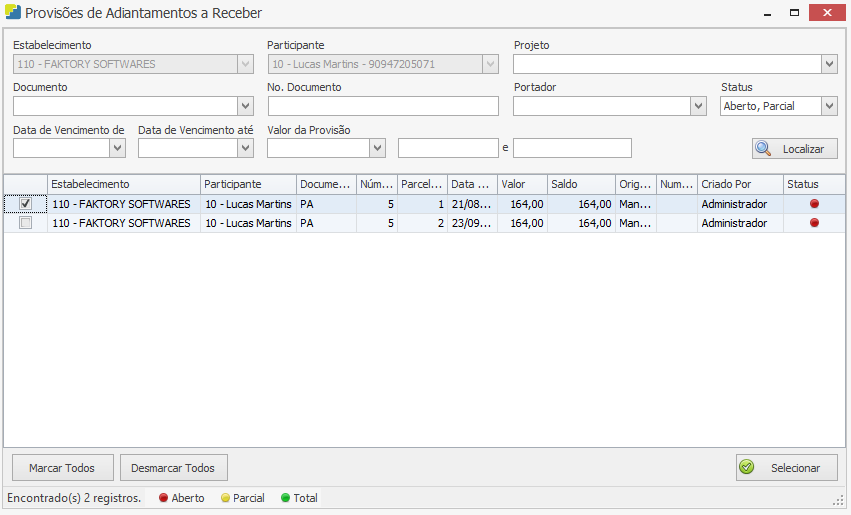 Provisões de Adiantamentos a Receber
Estabelecimento Participante Projeto
110 - FAKTORY SOFTWARES 10 - Lucas Martins - 90947205071
Documento No. Documento Portador Status
Aberto, Parcial
Data de Vencimento de Data de Vencimento até Valor da Provisão
e Localizar
Estabelecimento Participante Docume... Núm... Parcel... Data ... Valor Saldo Orig... Num... Criado Por Status
110 - FAKTORY SOFTWARES 10 - Lucas Martins PA 5 1 21/08... 164,00 164,00 Man... Administrador
110 - FAKTORY SOFTWARES 10 - Lucas Martins PA 5 2 23/09... 164,00 164,00 Man... Administrador
Marcar Todos Desmarcar Todos Selecionar
Encontrado(s) 2 registros. Aberto Parcial Total